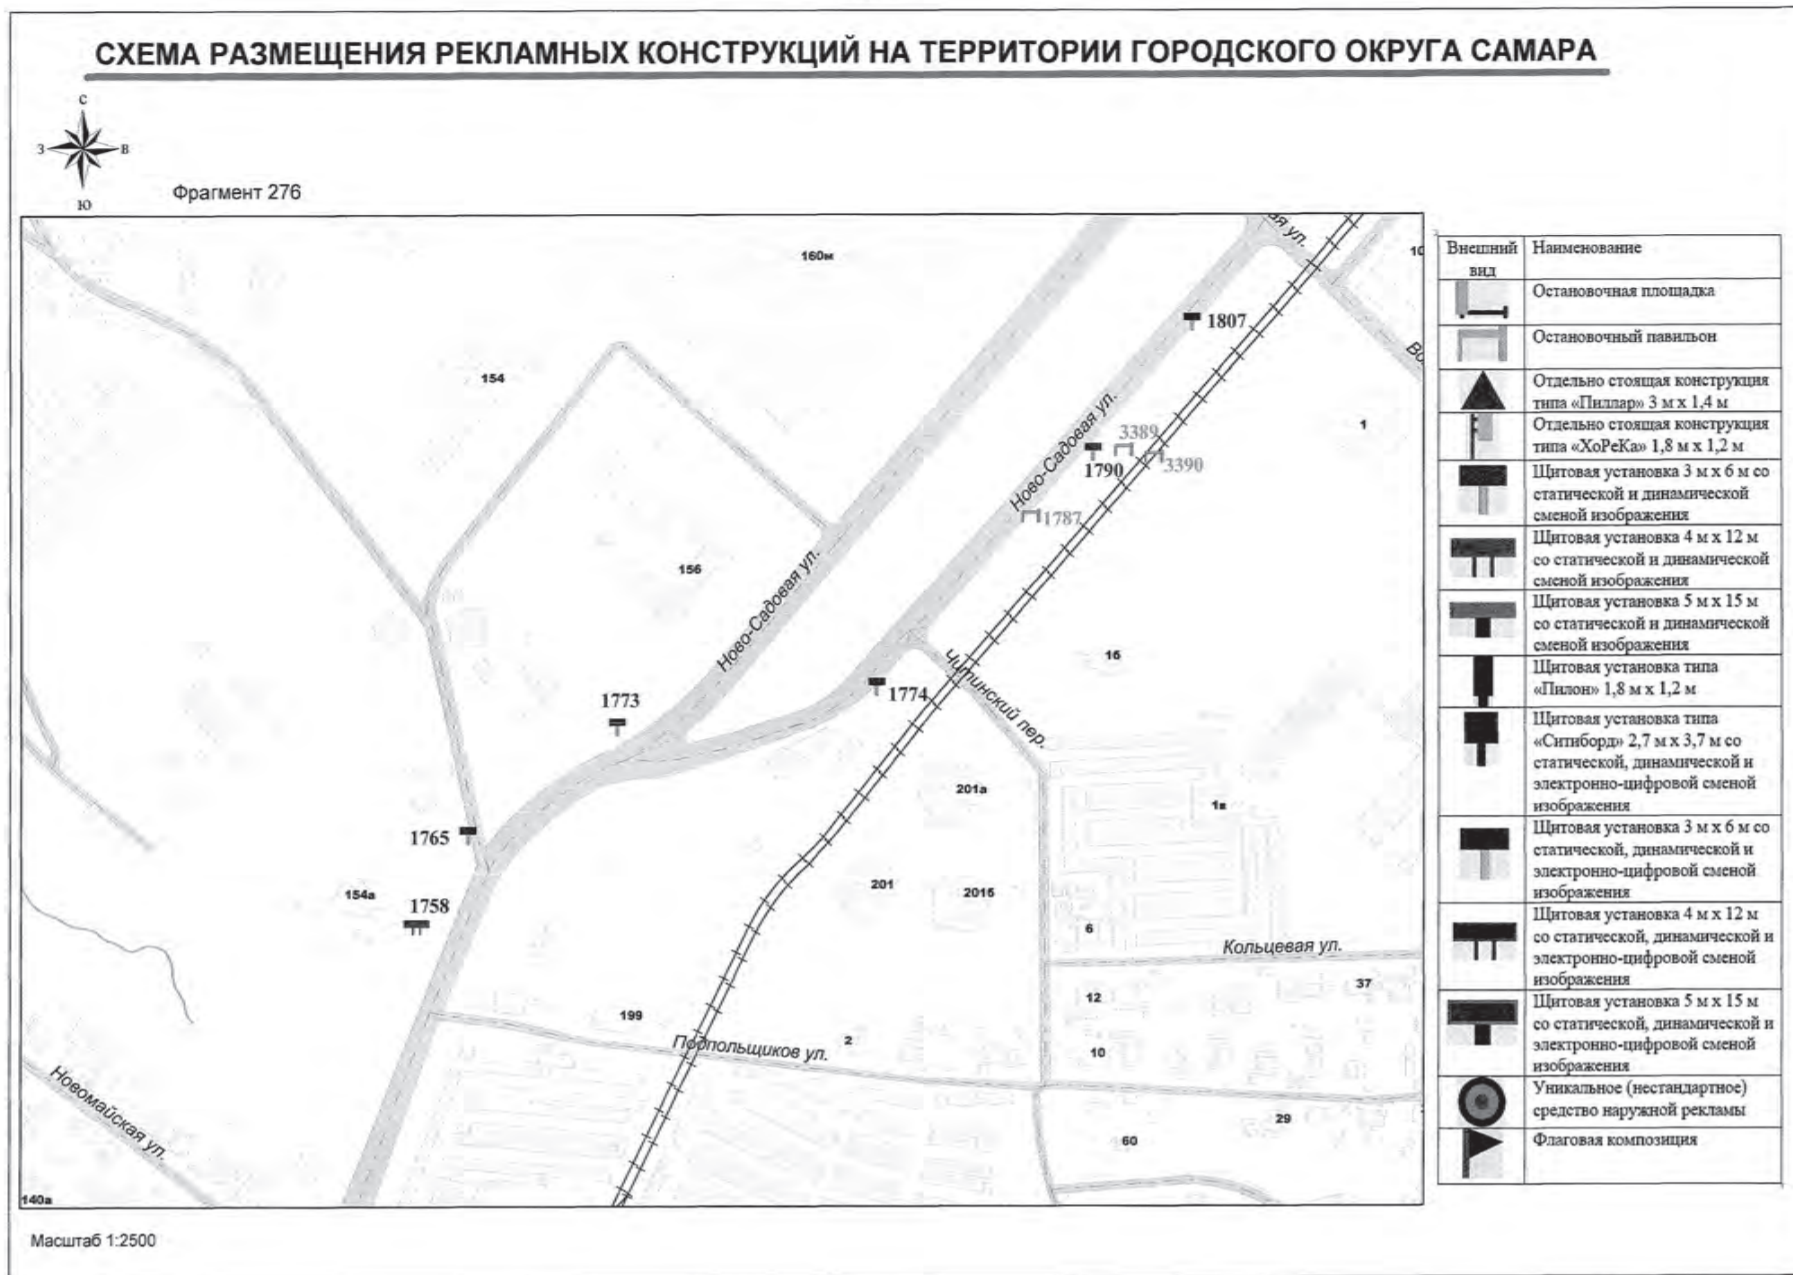 СХЕМА РАЗМЕЩЕНИЯ РЕКЛАМНЫХ КОНСТРУКЦИЙ НА ТЕРРИТОРИИ ГОРОДСКОГО ОКРУГА САМАРА
С
З
В
Ю
Фрагмент 276
160м
ая ул.
10
1807
154
Во
1
3389
1790
3390
Ново-Садовая ул.
1787
156
Ново-Садовая ул.
16
Читинский пер.
1774
1773
201а
1в
1765
201
201б
154а
1758
6
Кольцевая ул.
37
12
199
Подпольщиков ул.
2
10
Новомайская ул.
29
60
140а
Масштаб 1:2500
Внешний вид
Наименование
Остановочная площадка
Остановочный павильон
Отдельно стоящая конструкция
типа «Пиллар» 3 м х 1,4 м
Отдельно стоящая конструкция
типа «ХоРеКа» 1,8 м х 1,2 м
Щитовая установка 3 м х 6 м со
статической и динамической
сменой изображения
Щитовая установка 4 м х 12 м
со статической и динамической
сменой изображения
Щитовая установка 5 м х 15 м
со статической и динамической
сменой изображения
Щитовая установка типа
«Пилон» 1,8 м х 1,2 м
Щитовая установка типа
«Ситиборд» 2,7 м х 3,7 м со
статической, динамической и
электронно-цифровой сменой
изображения
Щитовая установка 3 м х 6 м со
статической, динамической и
электронно-цифровой сменой
изображения
Щитовая установка 4 м х 12 м
со статической, динамической и
электронно-цифровой сменой
изображения
Щитовая установка 5 м х 15 м
со статической, динамической и
электронно-цифровой сменой
изображения
Уникальное (нестандартное)
средство наружной рекламы
Флаговая композиция